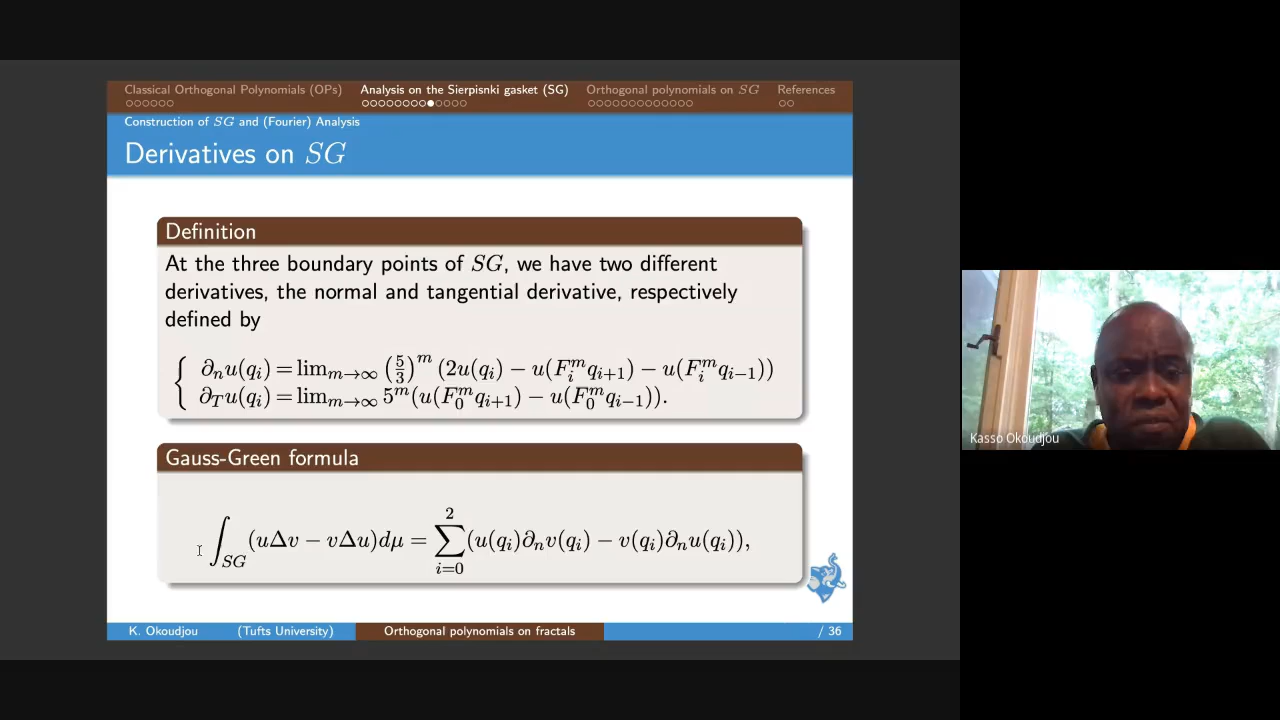 Classical Orthogonal Polynomials (OPs) Analysis on the Sierpisnki gasket (SG) Orthogonal polynomials on SG References
Construction of SG and (Fourier) Analysis
Derivatives on SG
Definition
At the three boundary points of SG, we have two different
derivatives, the normal and tangential derivative, respectively
defined by
{ ∂ₙu(qᵢ) = lim_{m→∞} (5/3)^m (2u(qᵢ) − u(Fᵢ^m qᵢ₊₁) − u(Fᵢ^m qᵢ₋₁))
∂_T u(qᵢ) = lim_{m→∞} 5^m (u(F₀^m qᵢ₊₁) − u(F₀^m qᵢ₋₁)).
Gauss-Green formula
∫_{SG} (uΔv − vΔu)dμ = ∑_{i=0}^{2} (u(qᵢ)∂ₙv(qᵢ) − v(qᵢ)∂ₙu(qᵢ)),
K. Okoudjou (Tufts University) Orthogonal polynomials on fractals / 36
Kasso Okoudjou